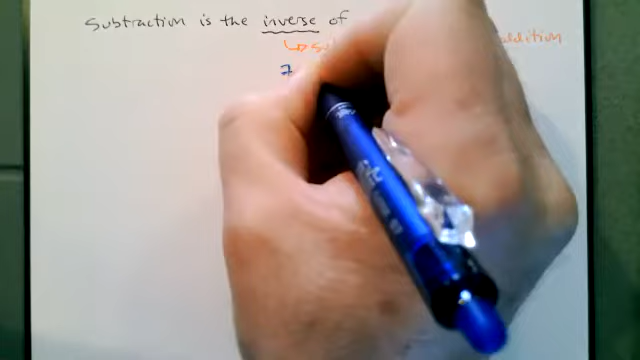 Subtraction is the inverse of
addition
7